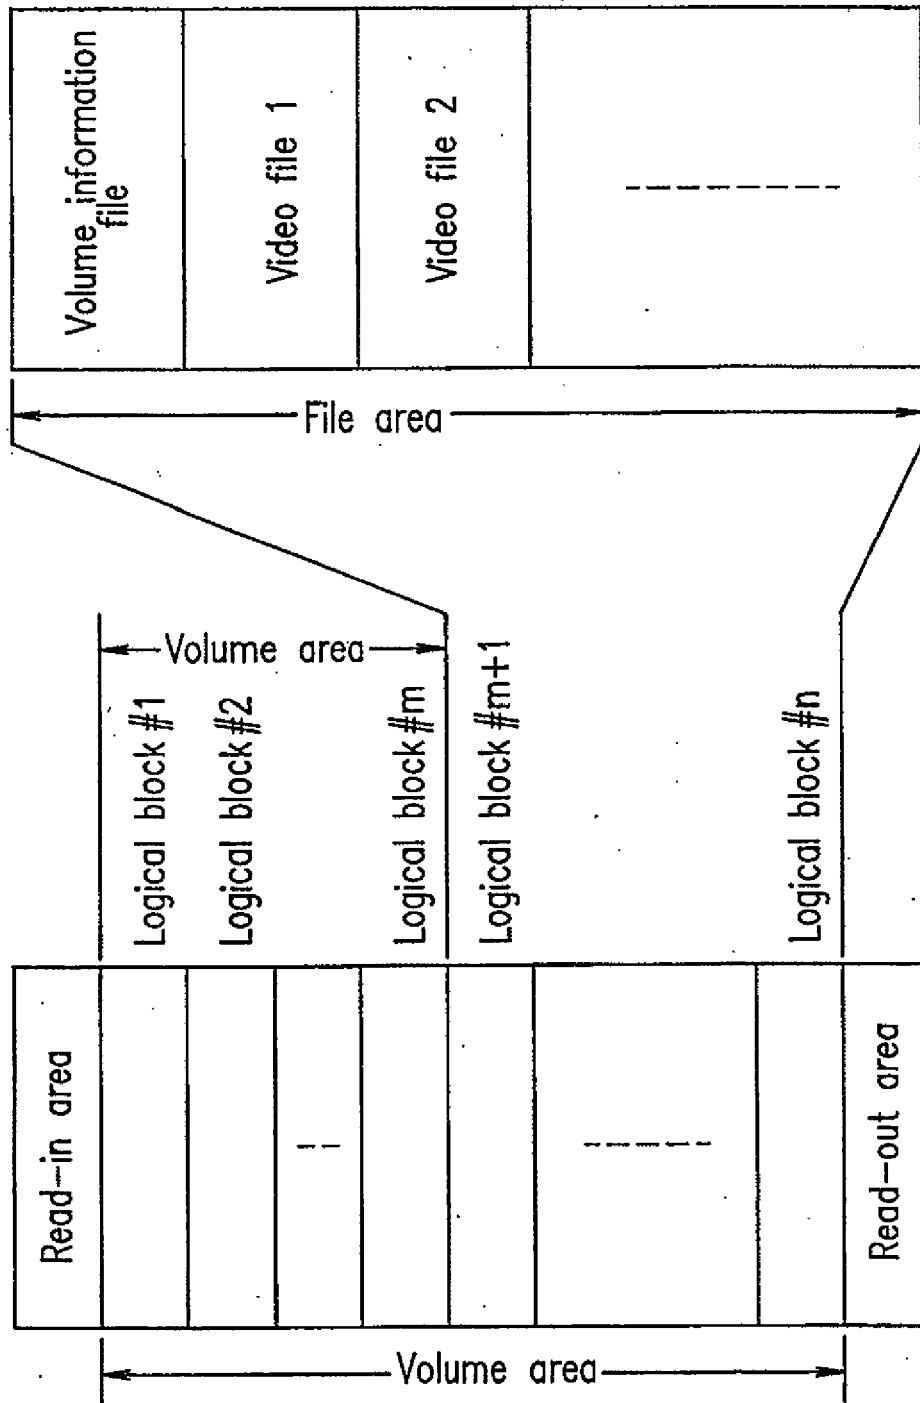 Volume area
Read-in area
Read-out area
Logical block #1
Logical block #2
Logical block #m
Logical block #m+1
Logical block #n
Volume area
File area
Volume information
file
Video file 1
Video file 2